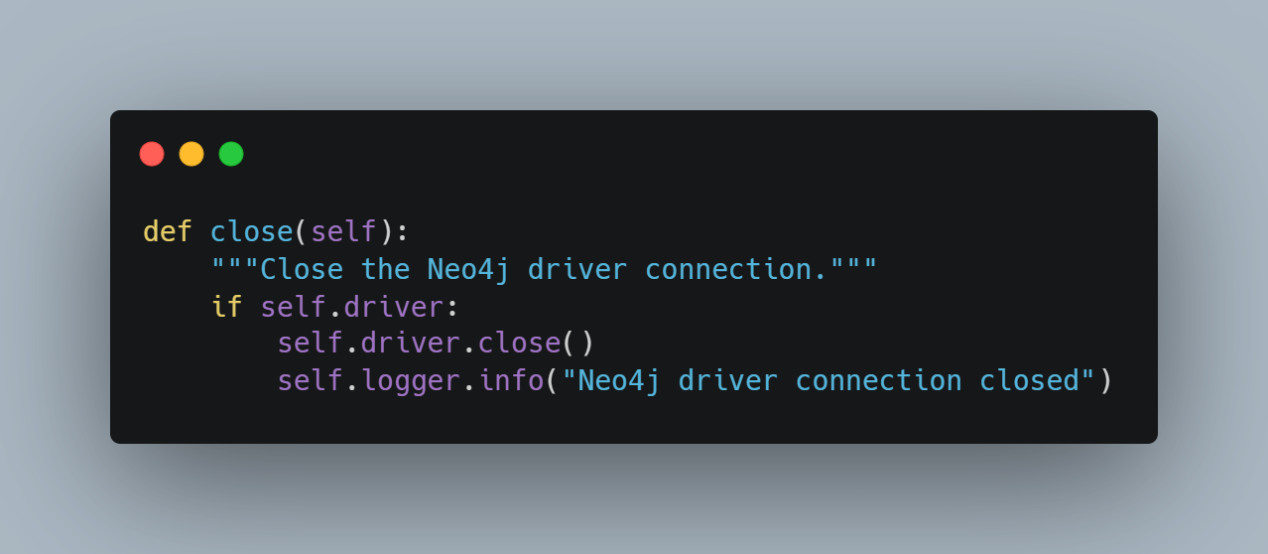 def close(self):
    """Close the Neo4j driver connection."""
    if self.driver:
        self.driver.close()
        self.logger.info("Neo4j driver connection closed")